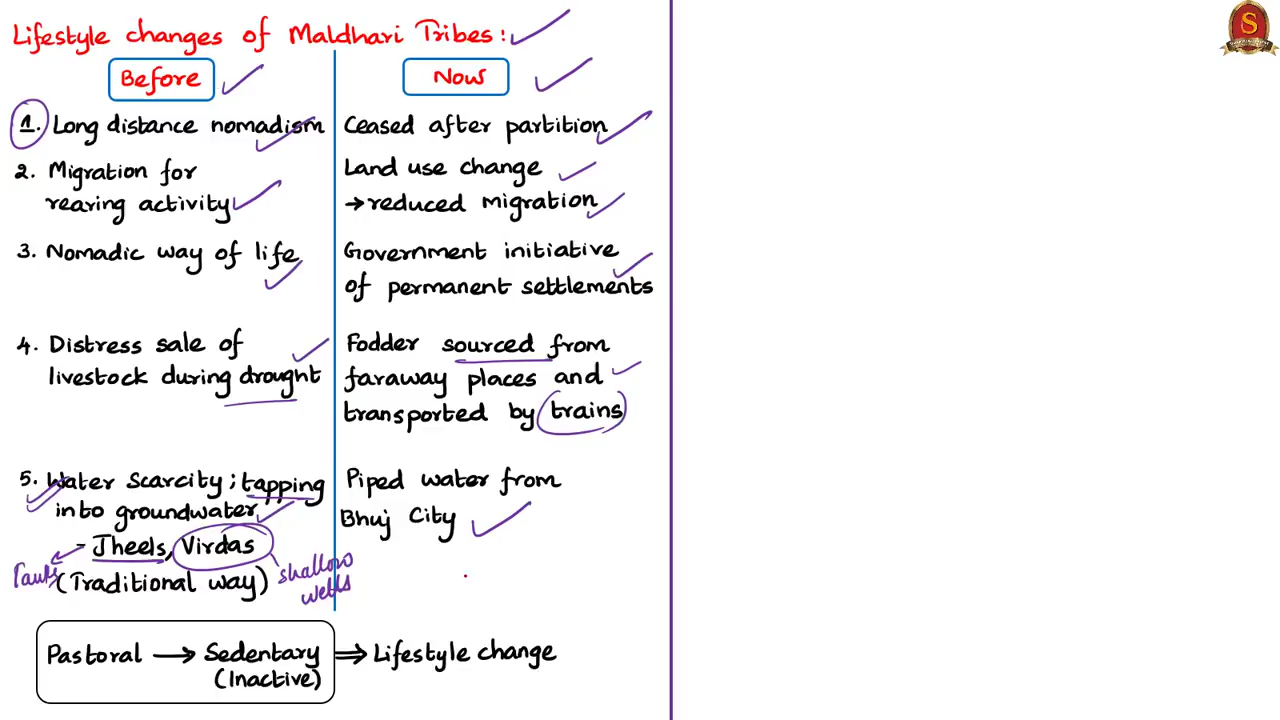 Lifestyle changes of Maldhari Tribes:
Before
Now
1. Long distance nomadism
Ceased after partition
2. Migration for
rearing activity
Land use change
→ reduced migration
3. Nomadic way of life
Government initiative
of permanent settlements
4. Distress sale of
livestock during drought
Fodder sourced from
faraway places and
transported by trains
5. Water scarcity; tapping
into groundwater
- Jheels, Virdas
(Traditional way)
shallow
wells
Piped water from
Bhuj City
Pastoral → Sedentary
(Inactive)
⇒ Lifestyle change
S